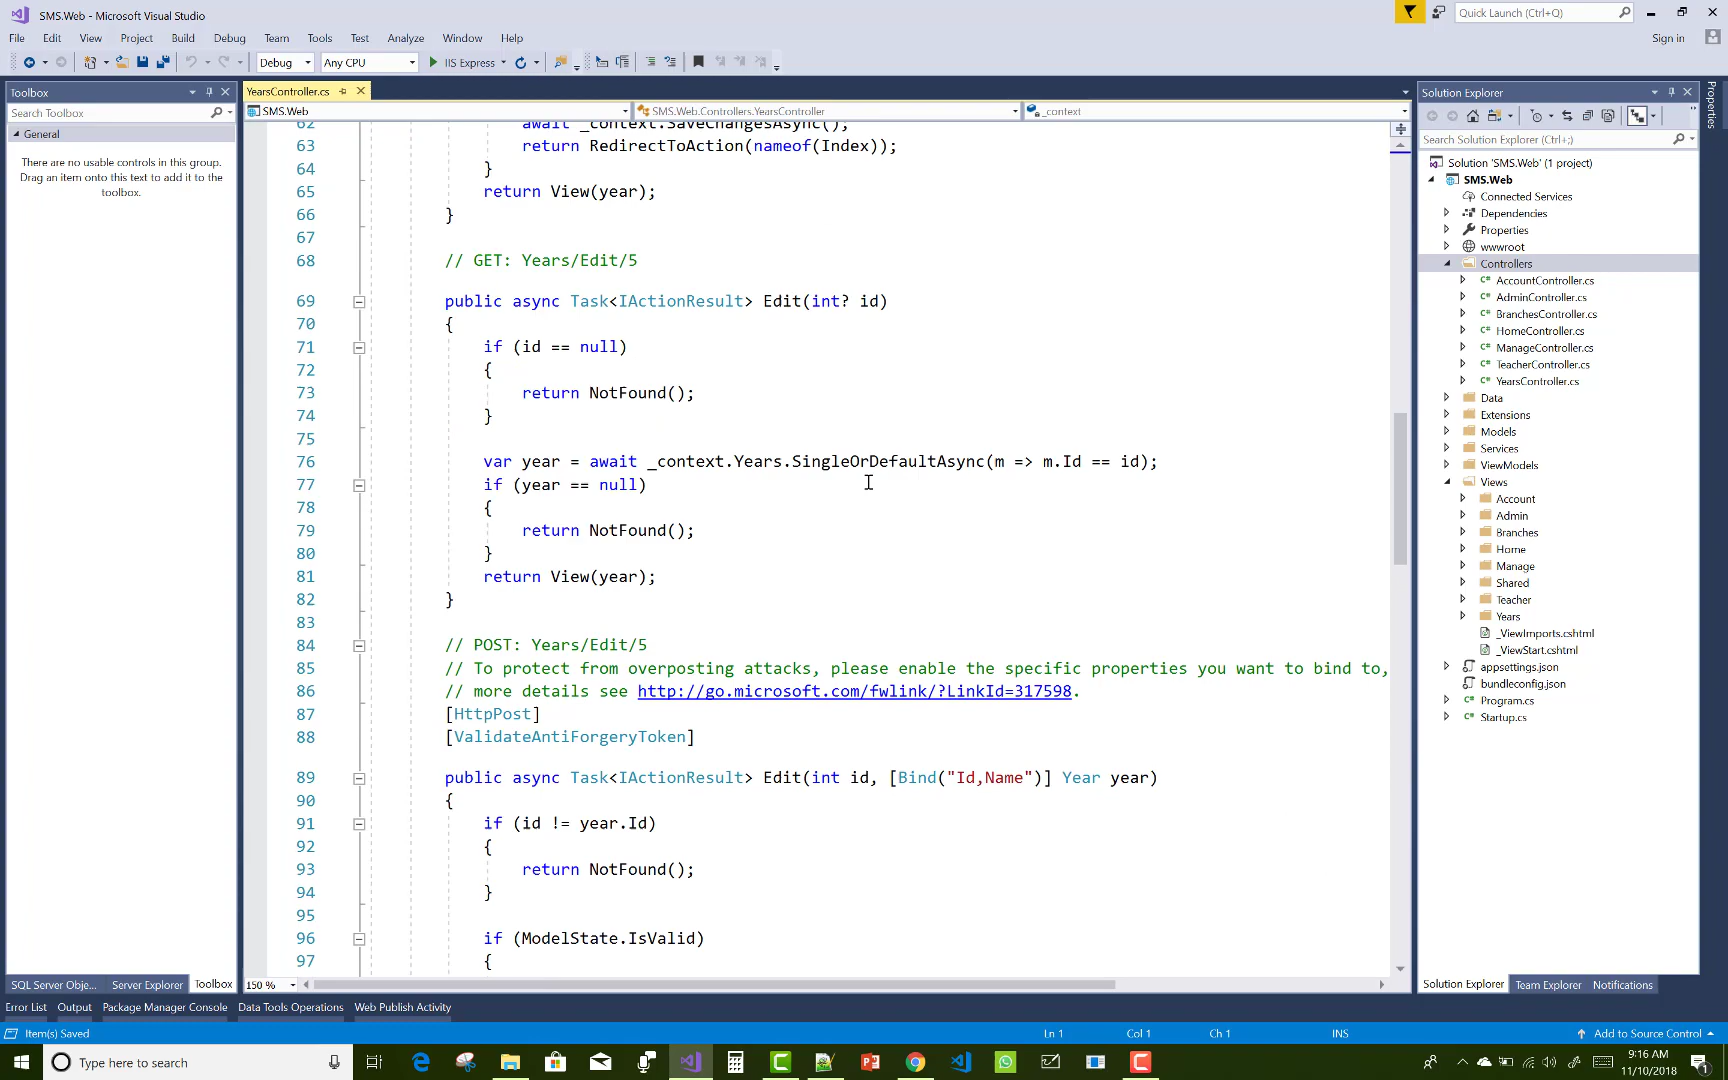 SMS.Web - Microsoft Visual Studio
Quick Launch (Ctrl+Q)
File Edit View Project Build Debug Team Tools Test Analyze Window Help
Sign in
Debug Any CPU IIS Express
Toolbox
Search Toolbox
General
There are no usable controls in this group.
Drag an item onto this text to add it to the
toolbox.
YearsController.cs
SMS.Web SMS.Web.Controllers.YearsController _context
62 await _context.SaveChangesAsync();
63 return RedirectToAction(nameof(Index));
64 }
65 return View(year);
66 }
67
68 // GET: Years/Edit/5
69 public async Task<IActionResult> Edit(int? id)
70 {
71 if (id == null)
72 {
73 return NotFound();
74 }
75
76 var year = await _context.Years.SingleOrDefaultAsync(m => m.Id == id);
77 if (year == null)
78 {
79 return NotFound();
80 }
81 return View(year);
82 }
83
84 // POST: Years/Edit/5
85 // To protect from overposting attacks, please enable the specific properties you want to bind to,
86 // more details see http://go.microsoft.com/fwlink/?LinkId=317598.
87 [HttpPost]
88 [ValidateAntiForgeryToken]
89 public async Task<IActionResult> Edit(int id, [Bind("Id,Name")] Year year)
90 {
91 if (id != year.Id)
92 {
93 return NotFound();
94 }
95
96 if (ModelState.IsValid)
97 {
150 %
Solution Explorer
Search Solution Explorer (Ctrl+;)
Solution 'SMS.Web' (1 project)
SMS.Web
Connected Services
Dependencies
Properties
wwwroot
Controllers
C# AccountController.cs
C# AdminController.cs
C# BranchesController.cs
C# HomeController.cs
C# ManageController.cs
C# TeacherController.cs
C# YearsController.cs
Data
Extensions
Models
Services
ViewModels
Views
Account
Admin
Branches
Home
Manage
Shared
Teacher
Years
_ViewImports.cshtml
_ViewStart.cshtml
appsettings.json
bundleconfig.json
C# Program.cs
C# Startup.cs
Properties
SQL Server Obje... Server Explorer Toolbox
Solution Explorer Team Explorer Notifications
Error List Output Package Manager Console Data Tools Operations Web Publish Activity
Item(s) Saved Ln 1 Col 1 Ch 1 INS Add to Source Control
Type here to search
9:16 AM
11/10/2018
1